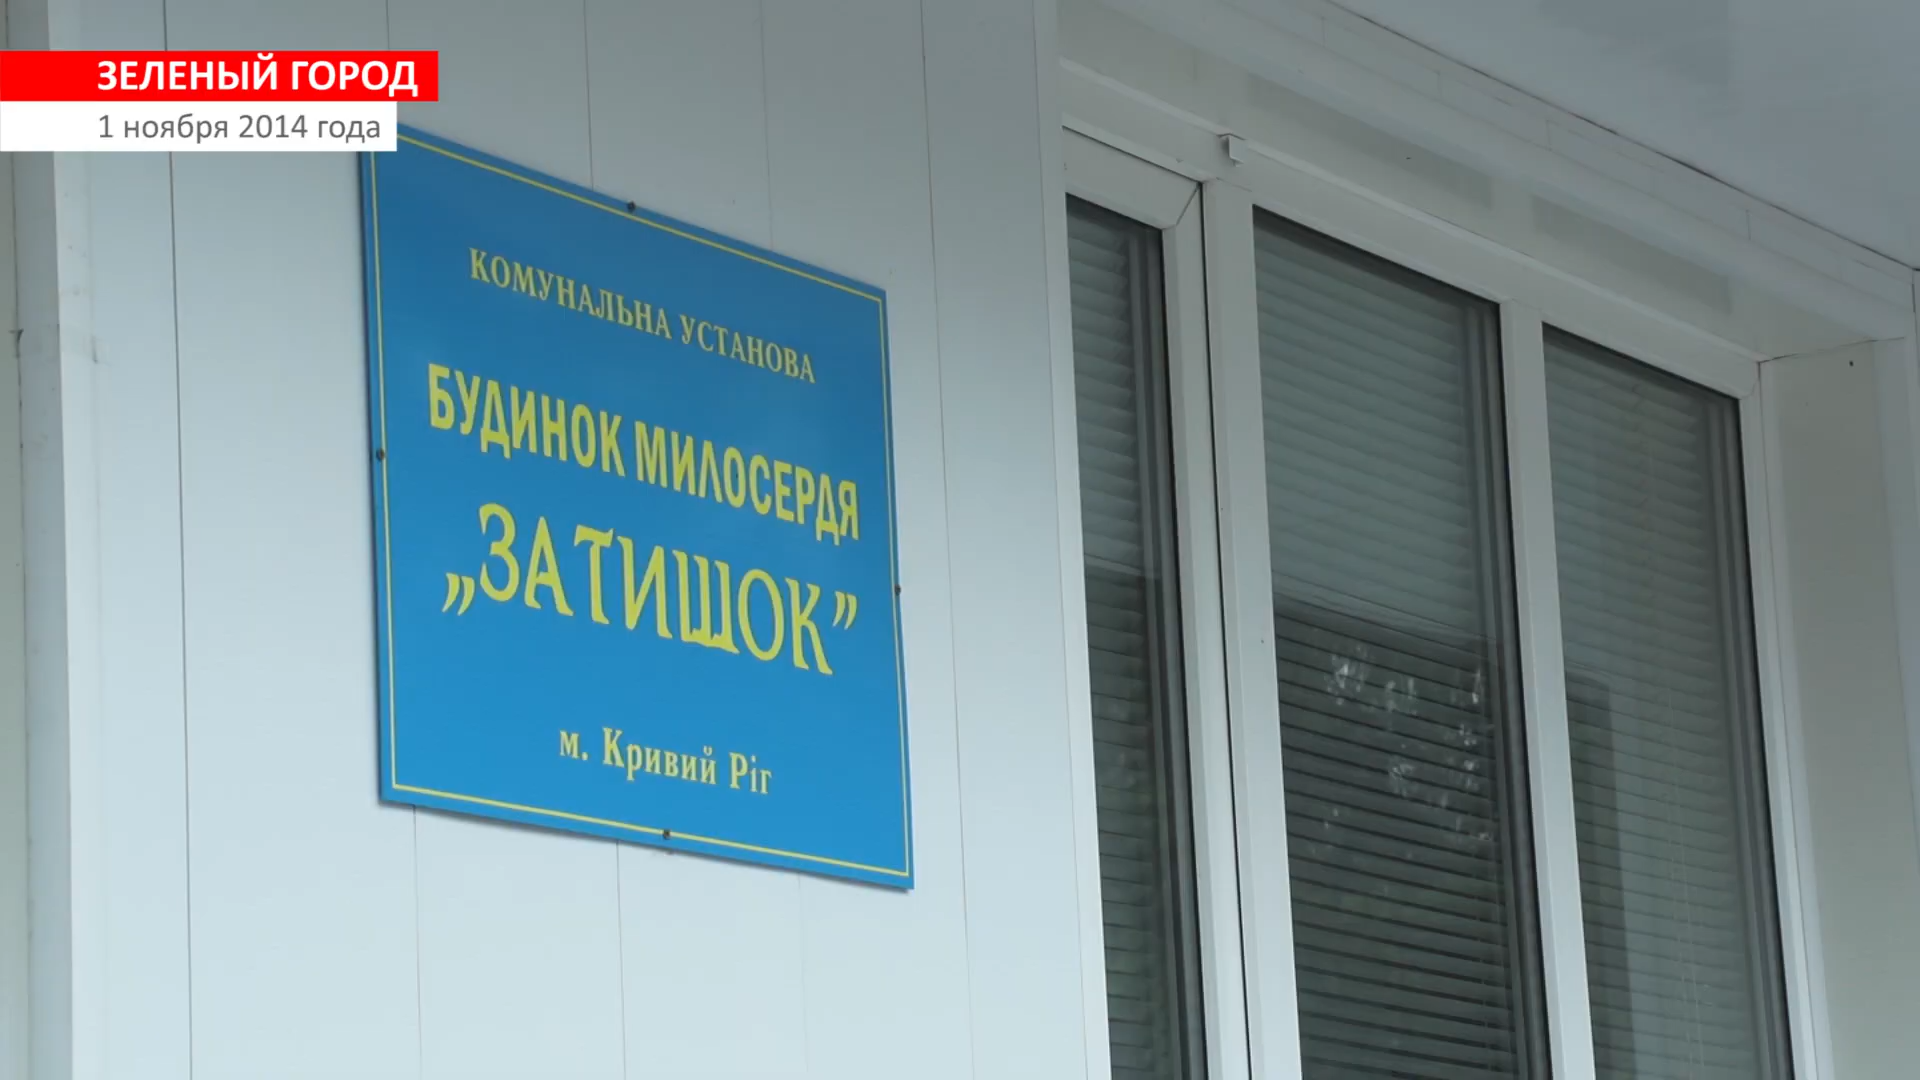 ЗЕЛЕНЫЙ ГОРОД
1 ноября 2014 года
КОМУНАЛЬНА УСТАНОВА
БУДИНОК МИЛОСЕРДЯ
„ЗАТИШОК”
м. Кривий Ріг